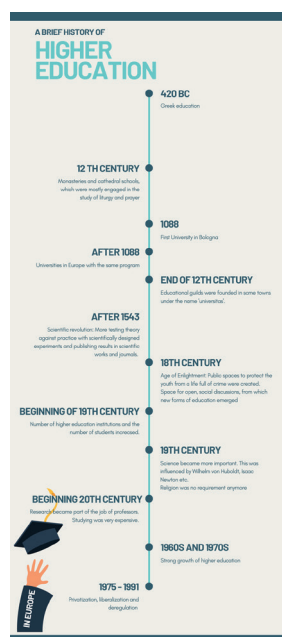 A BRIEF HISTORY OF
HIGHER
EDUCATION
420 BC
Greek education
12 TH CENTURY
Monasteries and cathedral schools,
which were mostly engaged in the
study of liturgy and prayer
1088
First University in Bologna
AFTER 1088
Universities in Europe with the same program
END OF 12TH CENTURY
Educational guilds were founded in some towns
under the name 'universitas'.
AFTER 1543
Scientific revolution: More testing theory
against practice with scientifically designed
experiments and publishing results in scientific
works and journals.
18TH CENTURY
Age of Enlightment: Public spaces to protect the
youth from a life full of crime were created.
Space for open, social discussions, from which
new forms of education emerged
BEGINNING OF 19TH CENTURY
Number of higher education institutions and the
number of students increased.
19TH CENTURY
Science became more important. This was
influenced by Wilhelm von Huboldt, Isaac
Newton etc.
Religion was no requirement anymore
BEGINNING 20TH CENTURY
Research became part of the job of professors.
Studying was very expensive.
1960S AND 1970S
Strong growth of higher education
1975 - 1991
Privatization, liberalization and
deregulation
IN EUROPE